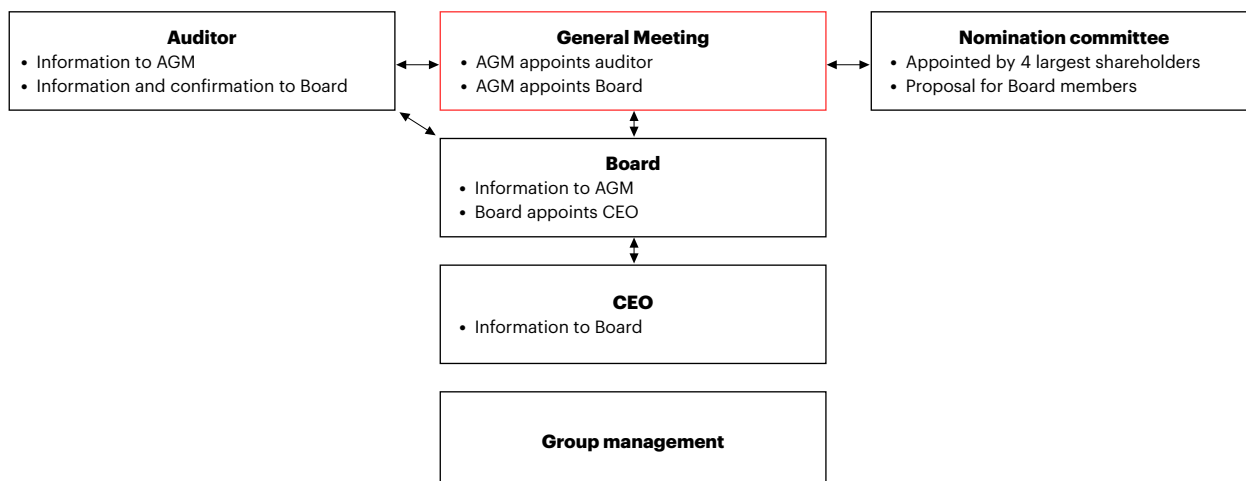 Auditor
• Information to AGM
• Information and confirmation to Board
General Meeting
• AGM appoints auditor
• AGM appoints Board
Nomination committee
• Appointed by 4 largest shareholders
• Proposal for Board members
Board
• Information to AGM
• Board appoints CEO
CEO
• Information to Board
Group management